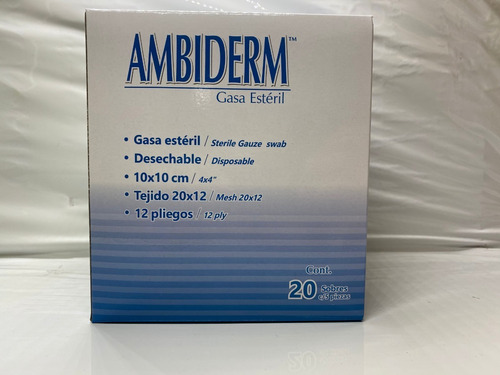 AMBIDERM™
Gasa Estéril
• Gasa estéril / Sterile Gauze swab
• Desechable / Disposable
• 10x10 cm / 4x4"
• Tejido 20x12 / Mesh 20x12
• 12 pliegos / 12 ply
Cont.
20 Sobres
c/5 piezas